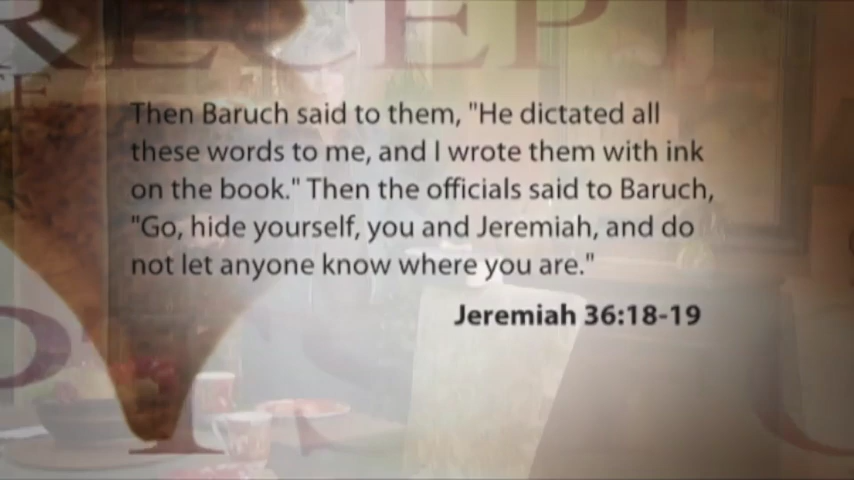 RECEPT
Then Baruch said to them, "He dictated all
these words to me, and I wrote them with ink
on the book." Then the officials said to Baruch,
"Go, hide yourself, you and Jeremiah, and do
not let anyone know where you are."
Jeremiah 36:18-19